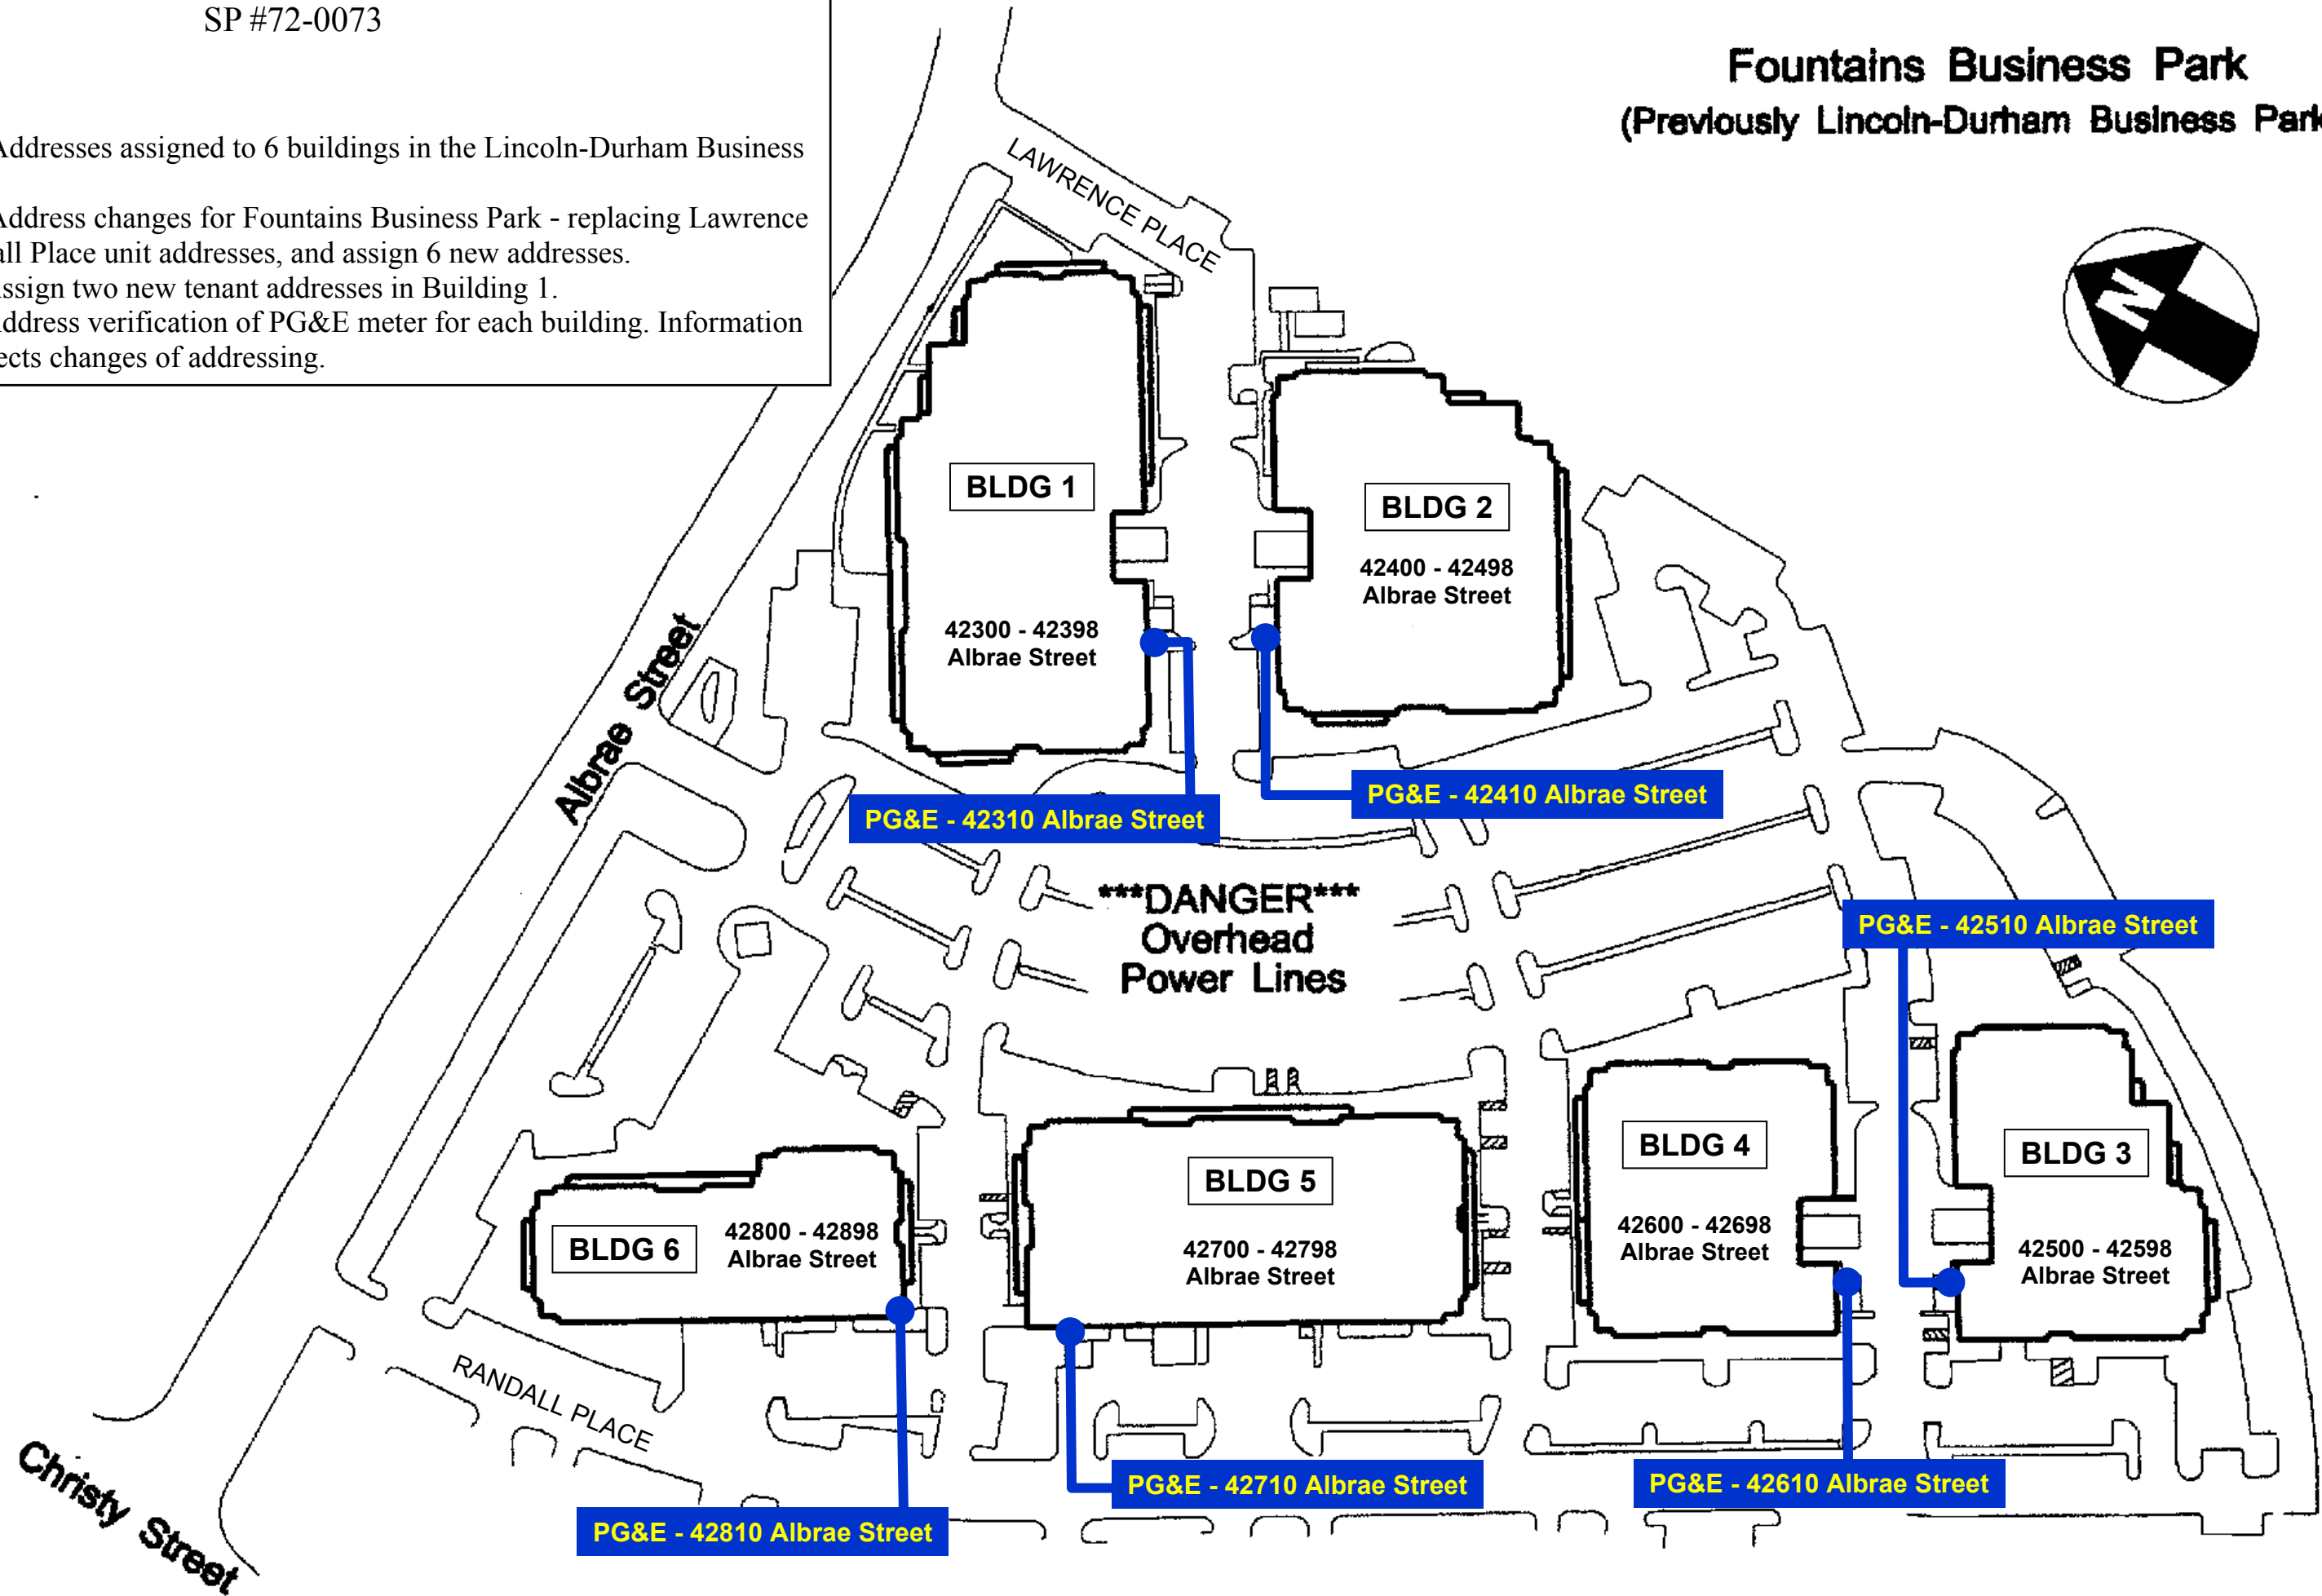 SP #72-0073
Addresses assigned to 6 buildings in the Lincoln-Durham Business
Address changes for Fountains Business Park - replacing Lawrence
all Place unit addresses, and assign 6 new addresses.
ssign two new tenant addresses in Building 1.
ddress verification of PG&E meter for each building. Information
ects changes of addressing.
Fountains Business Park
(Previously Lincoln-Durham Business Park
N
LAWRENCE PLACE
BLDG 1
42300 - 42398
Albrae Street
BLDG 2
42400 - 42498
Albrae Street
Albrae Street
PG&E - 42310 Albrae Street
PG&E - 42410 Albrae Street
***DANGER***
Overhead
Power Lines
PG&E - 42510 Albrae Street
BLDG 6
42800 - 42898
Albrae Street
BLDG 5
42700 - 42798
Albrae Street
BLDG 4
42600 - 42698
Albrae Street
BLDG 3
42500 - 42598
Albrae Street
RANDALL PLACE
Christy Street
PG&E - 42810 Albrae Street
PG&E - 42710 Albrae Street
PG&E - 42610 Albrae Street